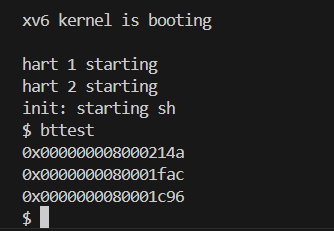 xv6 kernel is booting
hart 1 starting
hart 2 starting
init: starting sh
$ bttest
0x000000008000214a
0x0000000080001fac
0x0000000080001c96
$